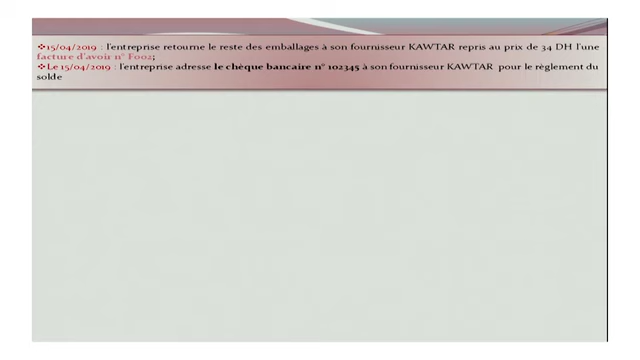 ❖15/04/2019 : l'entreprise retourne le reste des emballages à son fournisseur KAWTAR repris au prix de 34 DH l'une
facture d'avoir n° F002;
❖Le 15/04/2019 : l'entreprise adresse le chèque bancaire n° 102345 à son fournisseur KAWTAR pour le règlement du
solde